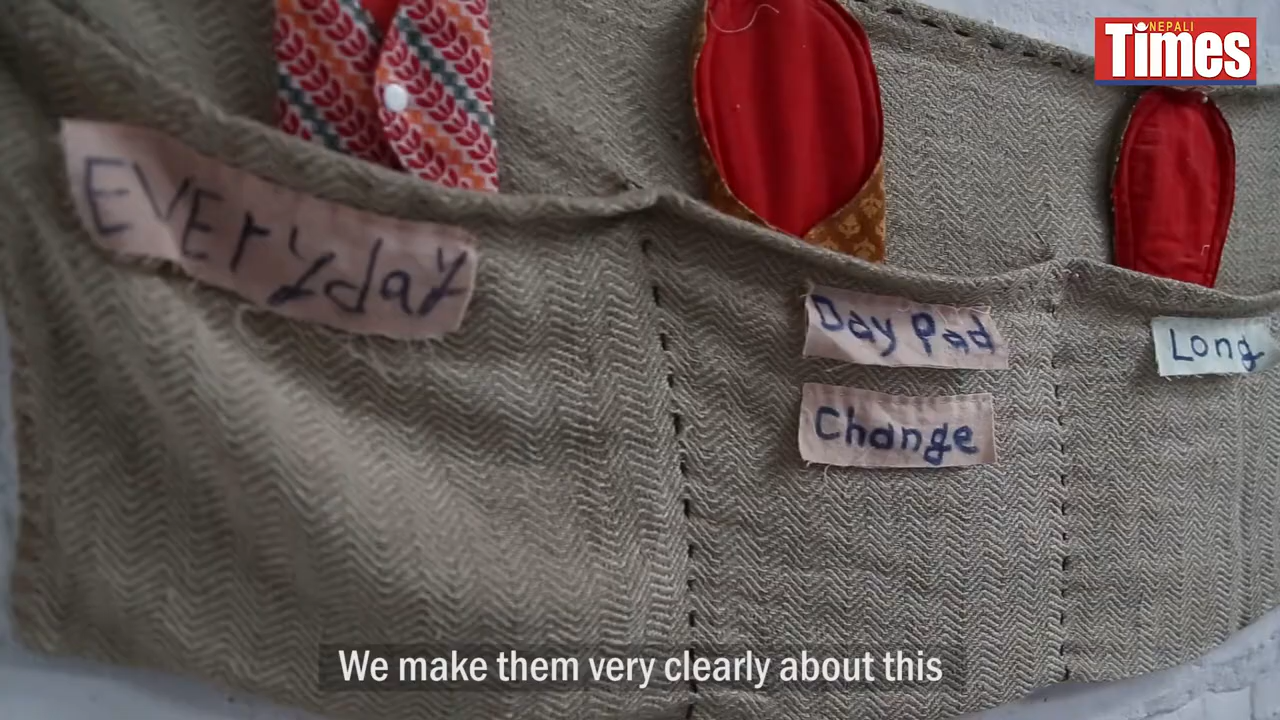 NEPALI
Times
EVEryday
Day Pad
Change
Long
We make them very clearly about this